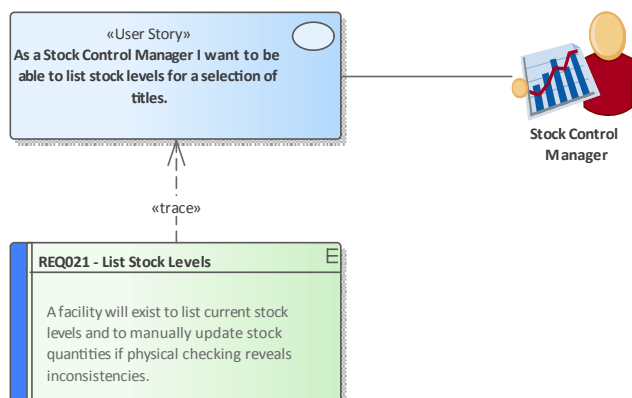 «User Story»
As a Stock Control Manager I want to be
able to list stock levels for a selection of
titles.
Stock Control
Manager
«trace»
REQ021 - List Stock Levels
E
A facility will exist to list current stock
levels and to manually update stock
quantities if physical checking reveals
inconsistencies.